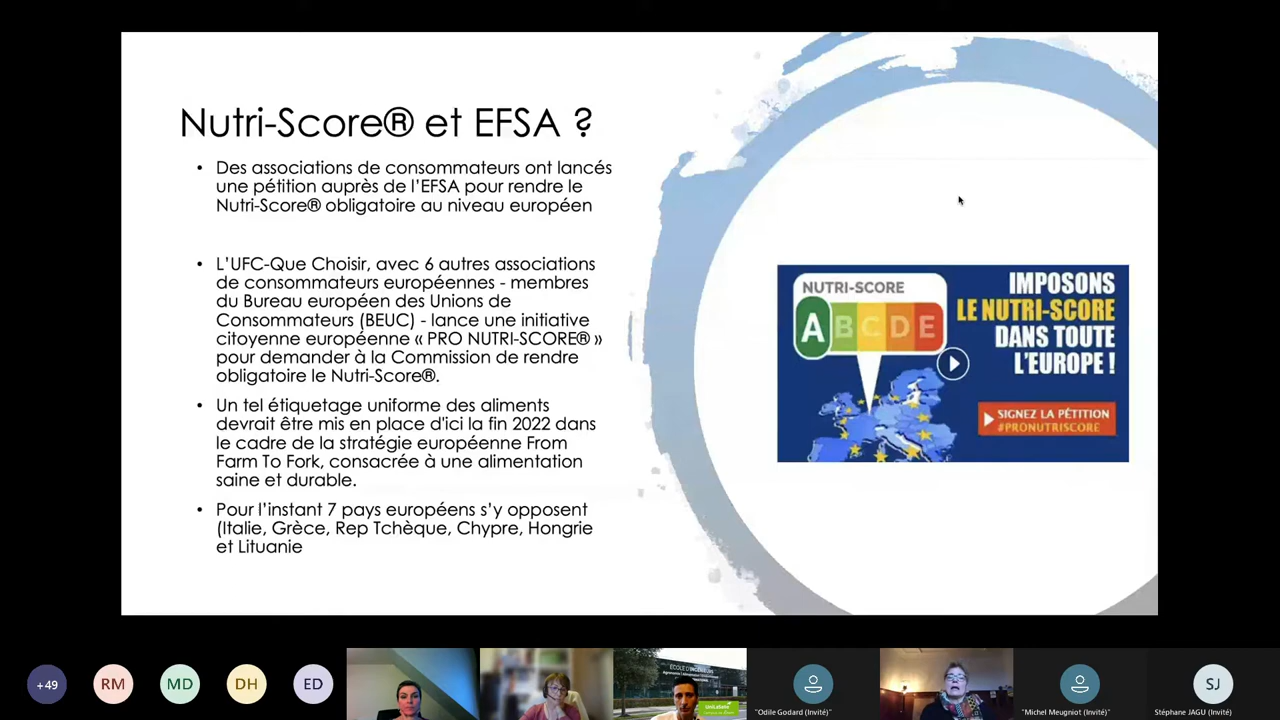 Nutri-Score® et EFSA ?
• Des associations de consommateurs ont lancés
une pétition auprès de l'EFSA pour rendre le
Nutri-Score® obligatoire au niveau européen
• L'UFC-Que Choisir, avec 6 autres associations
de consommateurs européennes - membres
du Bureau européen des Unions de
Consommateurs (BEUC) - lance une initiative
citoyenne européenne « PRO NUTRI-SCORE® »
pour demander à la Commission de rendre
obligatoire le Nutri-Score®.
• Un tel étiquetage uniforme des aliments
devrait être mis en place d'ici la fin 2022 dans
le cadre de la stratégie européenne From
Farm To Fork, consacrée à une alimentation
saine et durable.
• Pour l'instant 7 pays européens s'y opposent
(Italie, Grèce, Rep Tchèque, Chypre, Hongrie
et Lituanie
NUTRI-SCORE
A B C D E
IMPOSONS
LE NUTRI-SCORE
DANS TOUTE
L'EUROPE !
SIGNEZ LA PÉTITION
#PRONUTRISCORE
+49
RM
MD
DH
ED
ÉCOLE D'INGÉNIEURS
UniLaSalle
"Odile Godard (Invité)"
"Michel Meugniot (Invité)"
SJ
Stéphane JAGU (Invité)